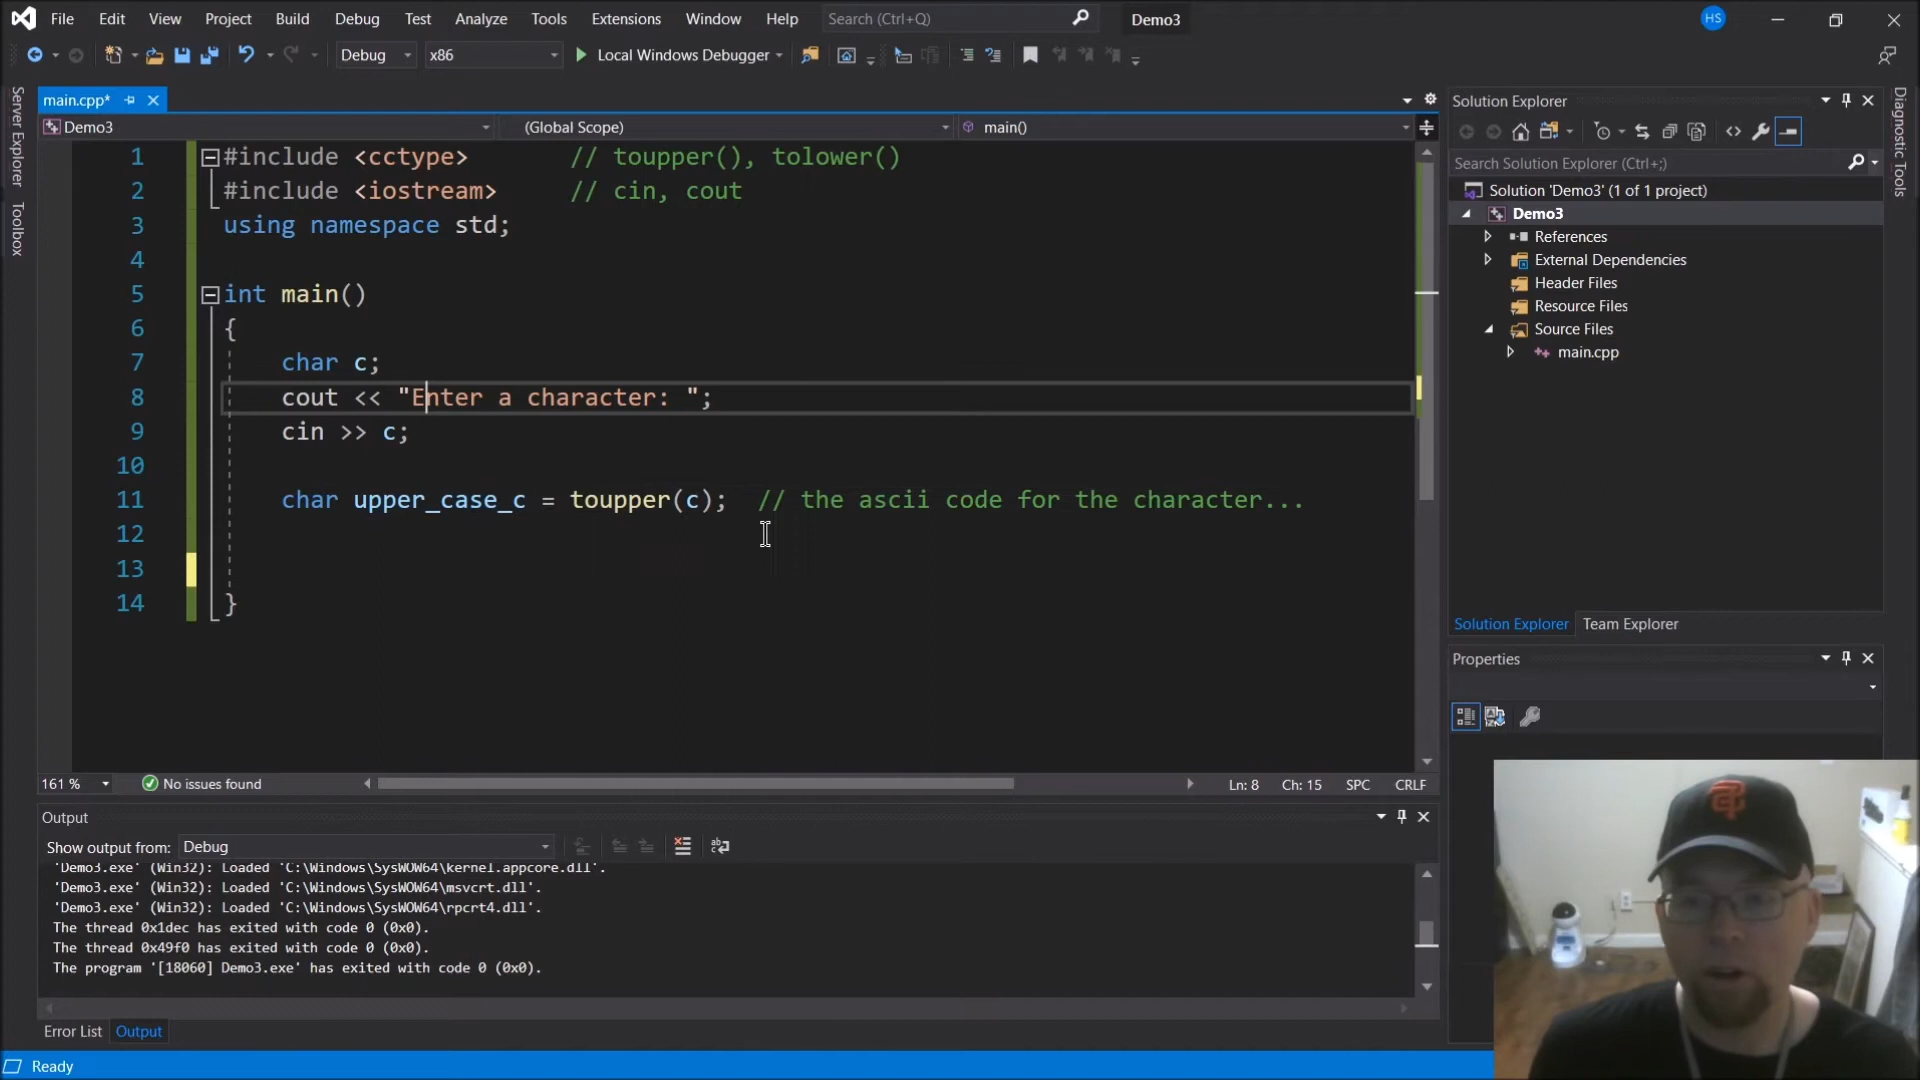 File Edit View Project Build Debug Test Analyze Tools Extensions Window Help Search (Ctrl+Q) Demo3 HS
Debug x86 Local Windows Debugger
Server Explorer
Toolbox
main.cpp*
Demo3 (Global Scope) main()
1 #include <cctype> // toupper(), tolower()
2 #include <iostream> // cin, cout
3 using namespace std;
4
5 int main()
6 {
7 char c;
8 cout << "Enter a character: ";
9 cin >> c;
10
11 char upper_case_c = toupper(c); // the ascii code for the character...
12
13
14 }
161 % No issues found Ln: 8 Ch: 15 SPC CRLF
Output
Show output from: Debug
'Demo3.exe' (Win32): Loaded 'C:\Windows\SysWOW64\kernel.appcore.dll'.
'Demo3.exe' (Win32): Loaded 'C:\Windows\SysWOW64\msvcrt.dll'.
'Demo3.exe' (Win32): Loaded 'C:\Windows\SysWOW64\rpcrt4.dll'.
The thread 0x1dec has exited with code 0 (0x0).
The thread 0x49f0 has exited with code 0 (0x0).
The program '[18060] Demo3.exe' has exited with code 0 (0x0).
Error List Output
Ready
Solution Explorer
Search Solution Explorer (Ctrl+;)
Solution 'Demo3' (1 of 1 project)
Demo3
References
External Dependencies
Header Files
Resource Files
Source Files
main.cpp
Solution Explorer Team Explorer
Properties
Diagnostic Tools